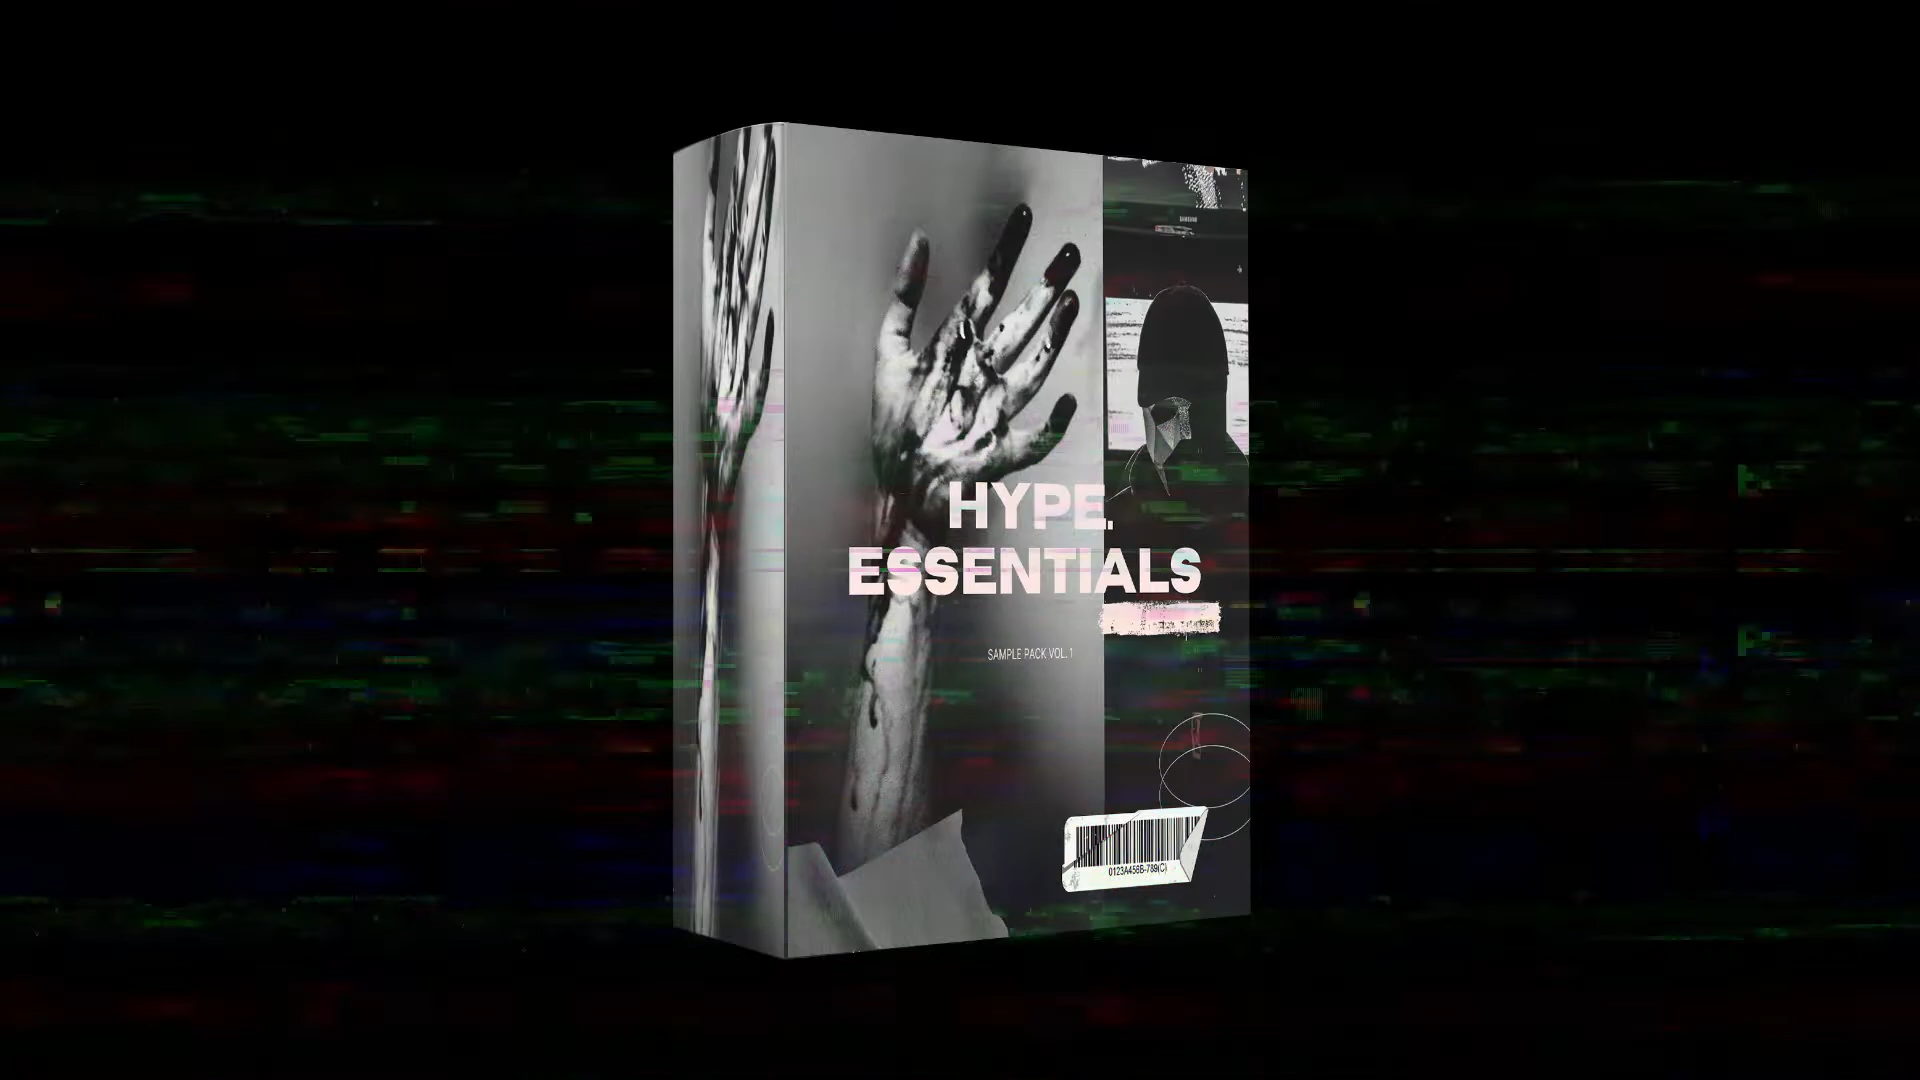 HYPE.
ESSENTIALS
SAMPLE PACK VOL. 1
0123A456B-789(C)